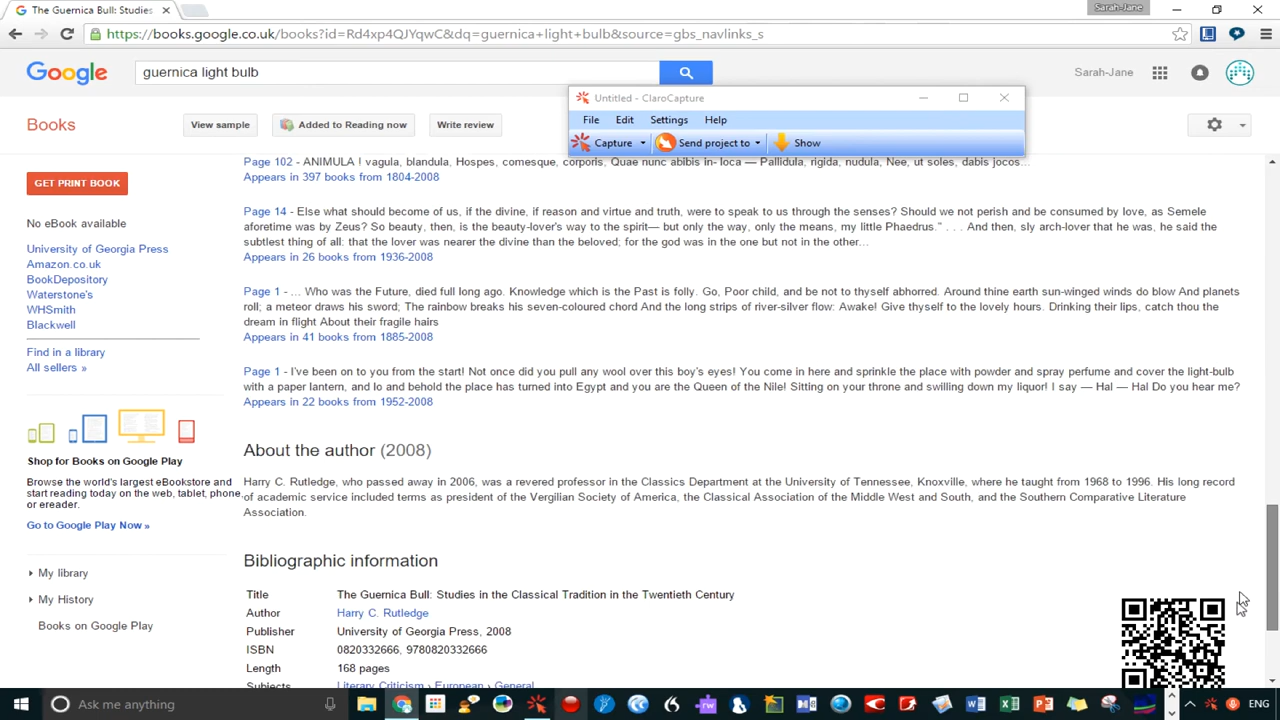 The Guernica Bull: Studies
Sarah-Jane
https://books.google.co.uk/books?id=Rd4xp4QJYqwC&dq=guernica+light+bulb&source=gbs_navlinks_s
Google
guernica light bulb
Sarah-Jane
Untitled - ClaroCapture
File Edit Settings Help
Capture Send project to Show
Books
View sample
Added to Reading now
Write review
GET PRINT BOOK
No eBook available
University of Georgia Press
Amazon.co.uk
BookDepository
Waterstone's
WHSmith
Blackwell
Find in a library
All sellers »
Shop for Books on Google Play
Browse the world's largest eBookstore and
start reading today on the web, tablet, phone,
or ereader.
Go to Google Play Now »
My library
My History
Books on Google Play
Page 102 - ANIMULA ! vagula, blandula, Hospes, comesque, corporis, Quae nunc abibis in- loca — Pallidula, rigida, nudula, Nee, ut soles, dabis jocos...
Appears in 397 books from 1804-2008
Page 14 - Else what should become of us, if the divine, if reason and virtue and truth, were to speak to us through the senses? Should we not perish and be consumed by love, as Semele
aforetime was by Zeus? So beauty, then, is the beauty-lover's way to the spirit— but only the way, only the means, my little Phaedrus." . . . And then, sly arch-lover that he was, he said the
subtlest thing of all: that the lover was nearer the divine than the beloved; for the god was in the one but not in the other...
Appears in 26 books from 1936-2008
Page 1 - ... Who was the Future, died full long ago. Knowledge which is the Past is folly. Go, Poor child, and be not to thyself abhorred. Around thine earth sun-winged winds do blow And planets
roll; a meteor draws his sword; The rainbow breaks his seven-coloured chord And the long strips of river-silver flow: Awake! Give thyself to the lovely hours. Drinking their lips, catch thou the
dream in flight About their fragile hairs
Appears in 41 books from 1885-2008
Page 1 - I've been on to you from the start! Not once did you pull any wool over this boy's eyes! You come in here and sprinkle the place with powder and spray perfume and cover the light-bulb
with a paper lantern, and lo and behold the place has turned into Egypt and you are the Queen of the Nile! Sitting on your throne and swilling down my liquor! I say — Hal — Hal Do you hear me?
Appears in 22 books from 1952-2008
About the author (2008)
Harry C. Rutledge, who passed away in 2006, was a revered professor in the Classics Department at the University of Tennessee, Knoxville, where he taught from 1968 to 1996. His long record
of academic service included terms as president of the Vergilian Society of America, the Classical Association of the Middle West and South, and the Southern Comparative Literature
Association.
Bibliographic information
Title The Guernica Bull: Studies in the Classical Tradition in the Twentieth Century
Author Harry C. Rutledge
Publisher University of Georgia Press, 2008
ISBN 0820332666, 9780820332666
Length 168 pages
Subjects Literary Criticism › European › General
Ask me anything
ENG